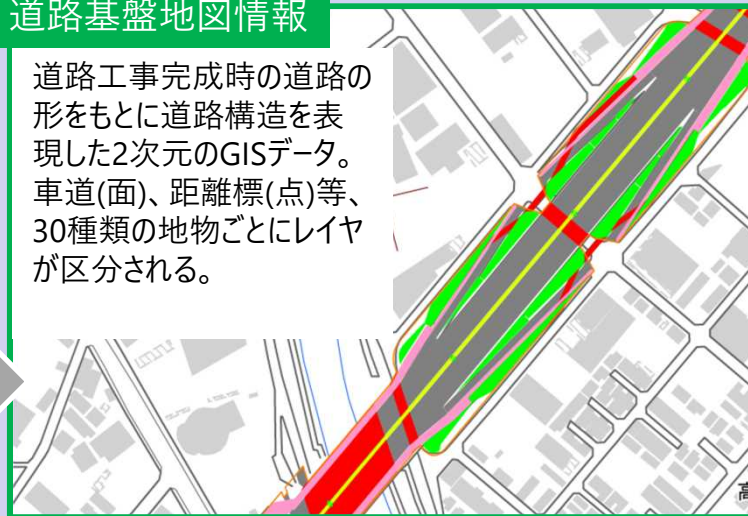 道路基盤地図情報
道路工事完成時の道路の
形をもとに道路構造を表
現した2次元のGISデータ。
車道(面)、距離標(点)等、
30種類の地物ごとにレイヤ
が区分される。
高